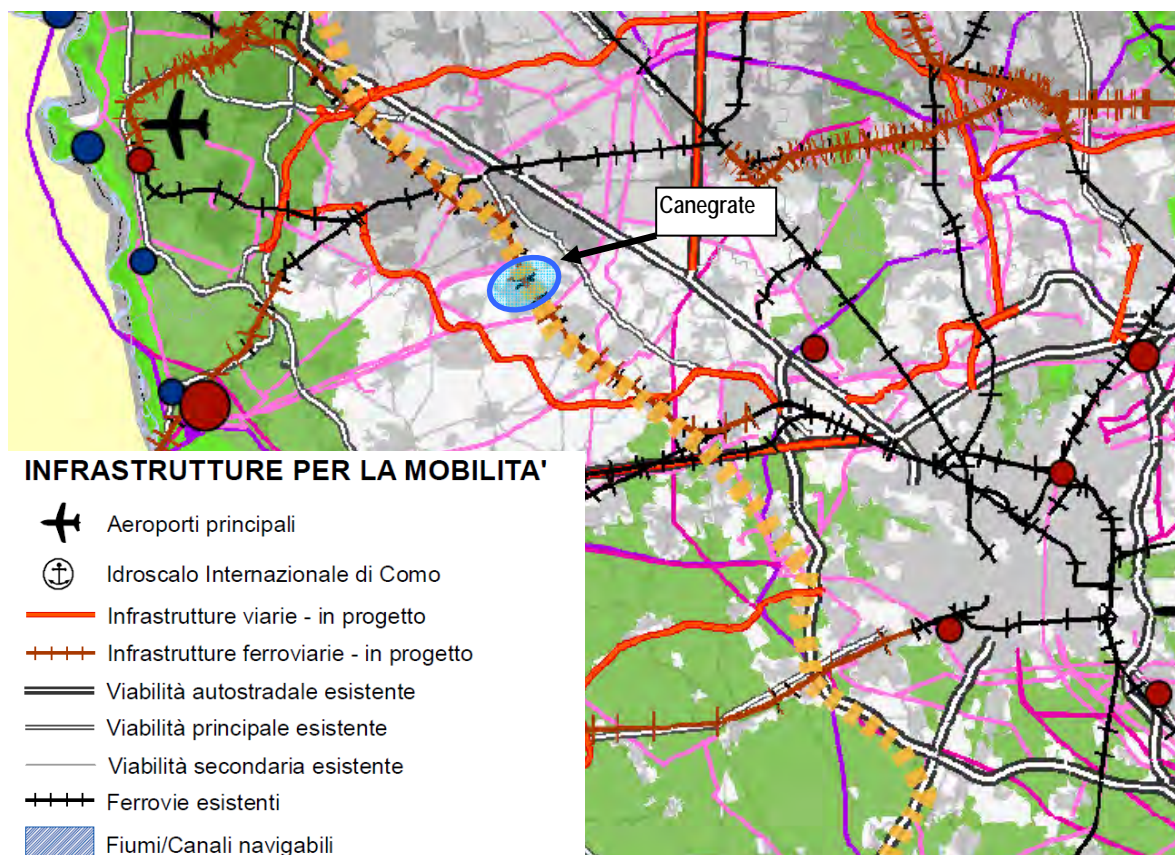 Canegrate
INFRASTRUTTURE PER LA MOBILITA'
Aeroporti principali
Idroscalo Internazionale di Como
Infrastrutture viarie - in progetto
Infrastrutture ferroviarie - in progetto
Viabilità autostradale esistente
Viabilità principale esistente
Viabilità secondaria esistente
Ferrovie esistenti
Fiumi/Canali navigabili